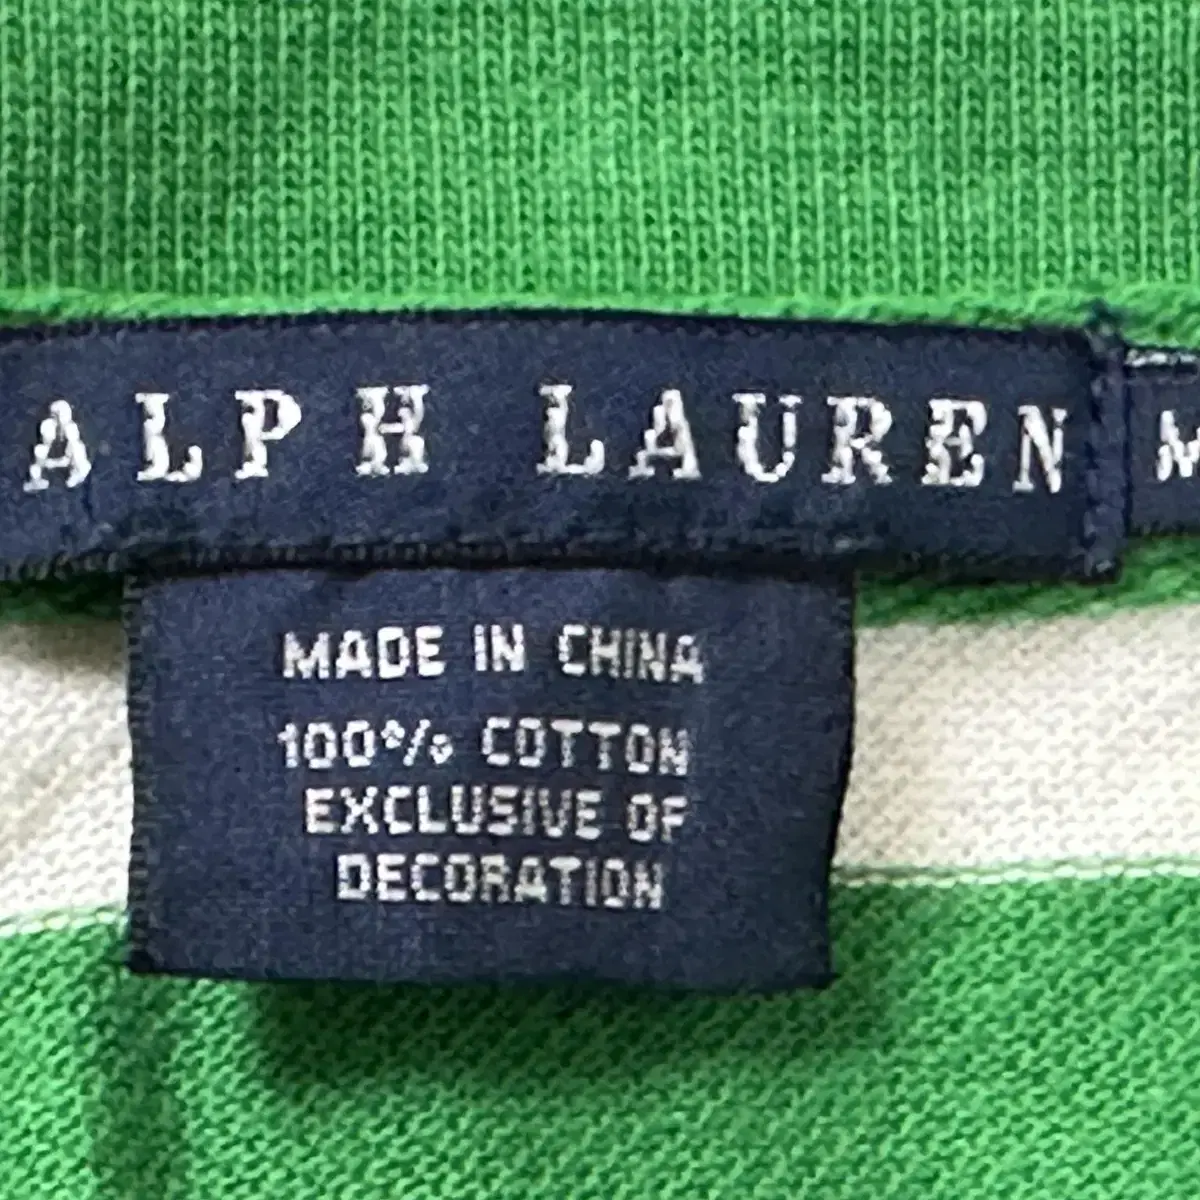 ALPH LAUREN M
MADE IN CHINA
100% COTTON
EXCLUSIVE OF
DECORATION